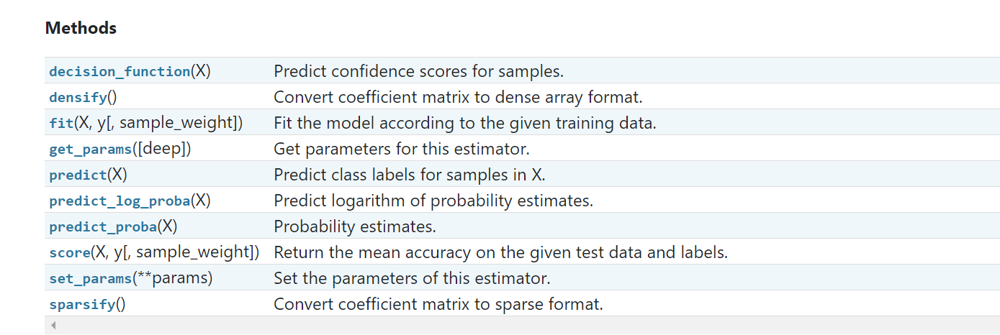 Methods
decision_function(X) Predict confidence scores for samples.
densify() Convert coefficient matrix to dense array format.
fit(X, y[, sample_weight]) Fit the model according to the given training data.
get_params([deep]) Get parameters for this estimator.
predict(X) Predict class labels for samples in X.
predict_log_proba(X) Predict logarithm of probability estimates.
predict_proba(X) Probability estimates.
score(X, y[, sample_weight]) Return the mean accuracy on the given test data and labels.
set_params(**params) Set the parameters of this estimator.
sparsify() Convert coefficient matrix to sparse format.